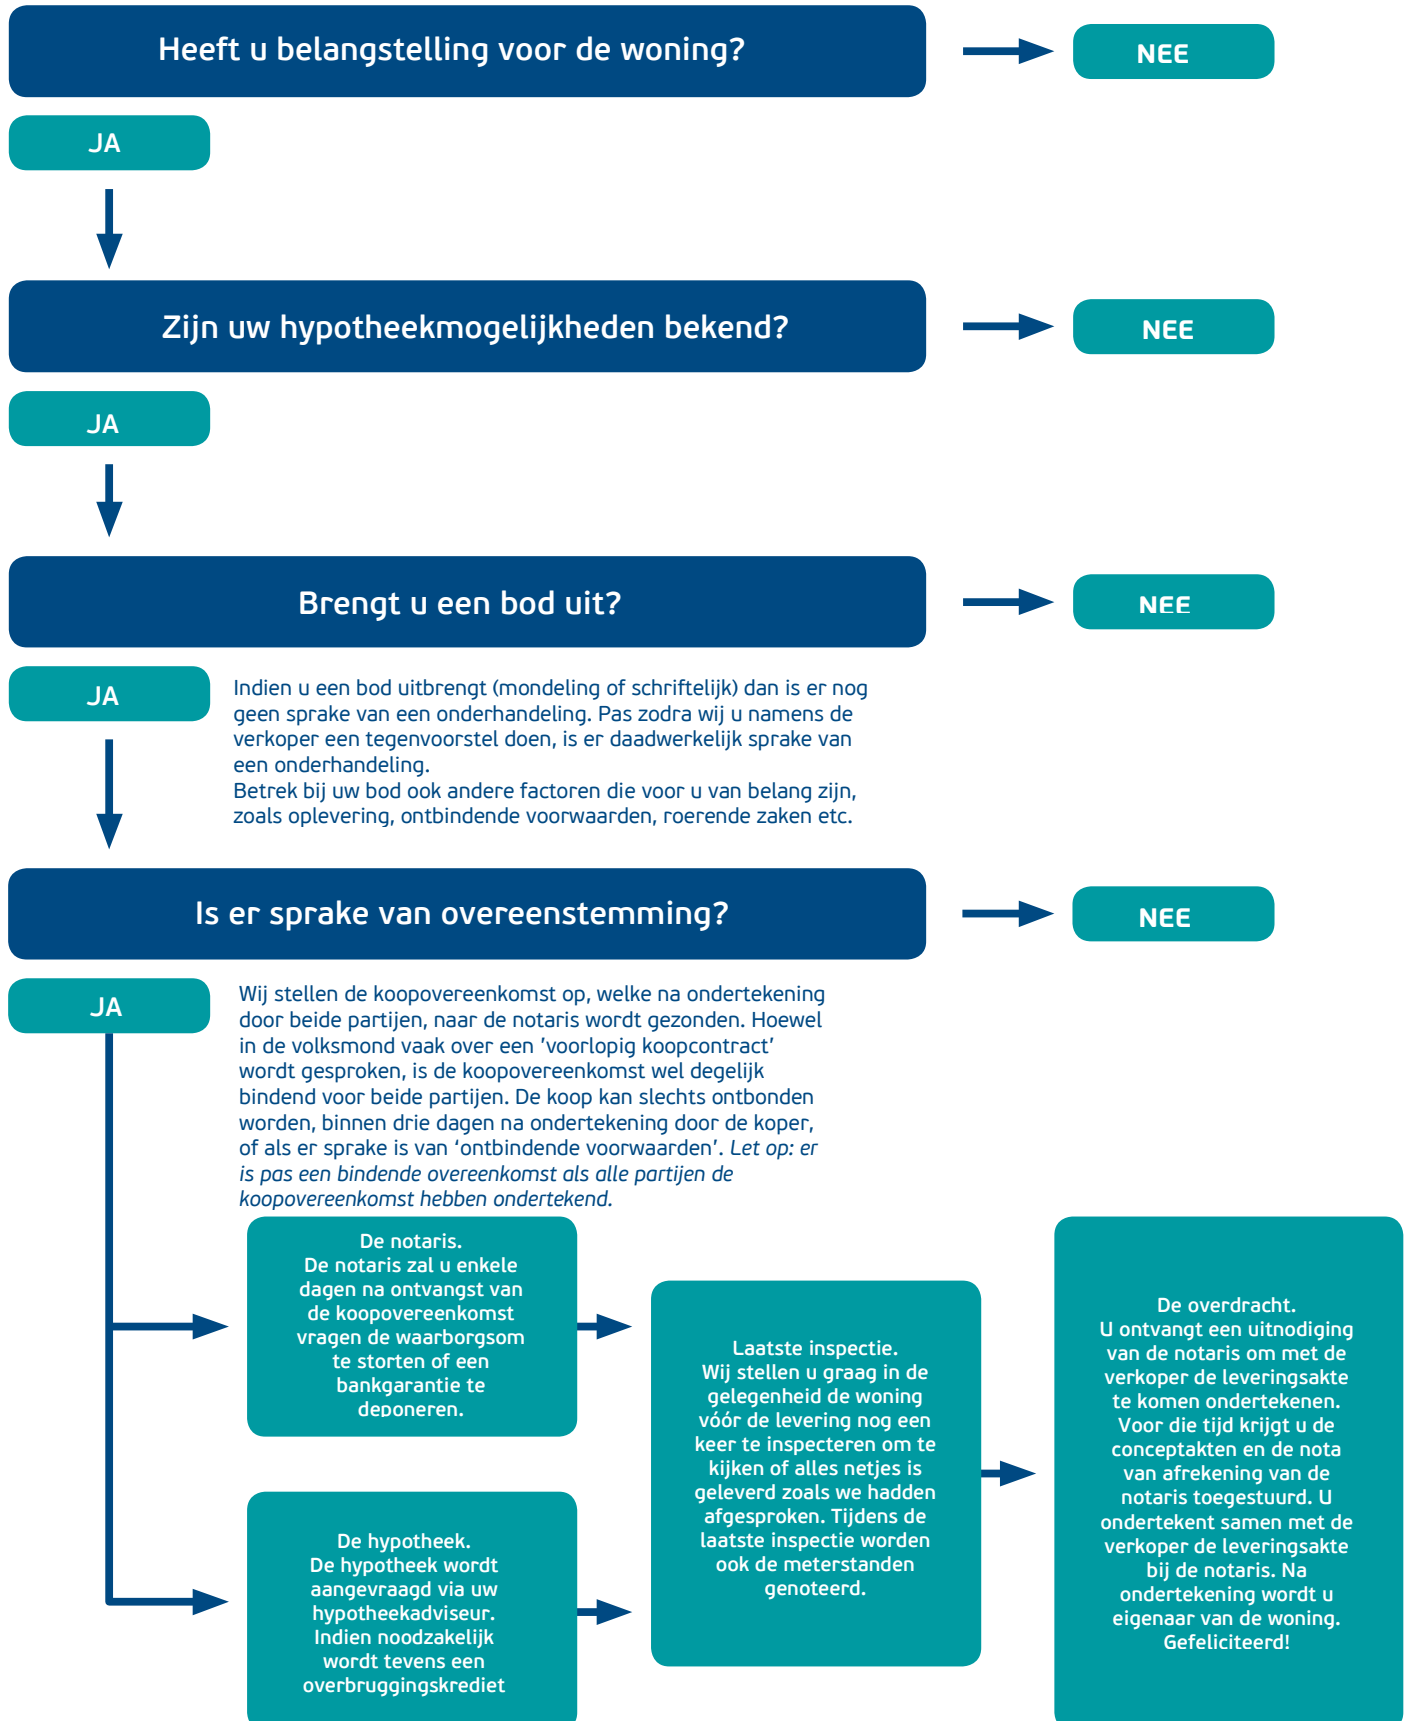 Heeft u belangstelling voor de woning?
NEE
JA
Zijn uw hypotheekmogelijkheden bekend?
NEE
JA
Brengt u een bod uit?
NEE
JA
Indien u een bod uitbrengt (mondeling of schriftelijk) dan is er nog
geen sprake van een onderhandeling. Pas zodra wij u namens de
verkoper een tegenvoorstel doen, is er daadwerkelijk sprake van
een onderhandeling.
Betrek bij uw bod ook andere factoren die voor u van belang zijn,
zoals oplevering, ontbindende voorwaarden, roerende zaken etc.
Is er sprake van overeenstemming?
NEE
JA
Wij stellen de koopovereenkomst op, welke na ondertekening
door beide partijen, naar de notaris wordt gezonden. Hoewel
in de volksmond vaak over een 'voorlopig koopcontract'
wordt gesproken, is de koopovereenkomst wel degelijk
bindend voor beide partijen. De koop kan slechts ontbonden
worden, binnen drie dagen na ondertekening door de koper,
of als er sprake is van ‘ontbindende voorwaarden’. Let op: er
is pas een bindende overeenkomst als alle partijen de
koopovereenkomst hebben ondertekend.
De notaris.
De notaris zal u enkele
dagen na ontvangst van
de koopovereenkomst
vragen de waarborgsom
te storten of een
bankgarantie te
deponeren.
De hypotheek.
De hypotheek wordt
aangevraagd via uw
hypotheekadviseur.
Indien noodzakelijk
wordt tevens een
overbruggingskrediet
Laatste inspectie.
Wij stellen u graag in de
gelegenheid de woning
vóór de levering nog een
keer te inspecteren om te
kijken of alles netjes is
geleverd zoals we hadden
afgesproken. Tijdens de
laatste inspectie worden
ook de meterstanden
genoteerd.
De overdracht.
U ontvangt een uitnodiging
van de notaris om met de
verkoper de leveringsakte
te komen ondertekenen.
Voor die tijd krijgt u de
conceptakten en de nota
van afrekening van de
notaris toegestuurd. U
ondertekent samen met de
verkoper de leveringsakte
bij de notaris. Na
ondertekening wordt u
eigenaar van de woning.
Gefeliciteerd!